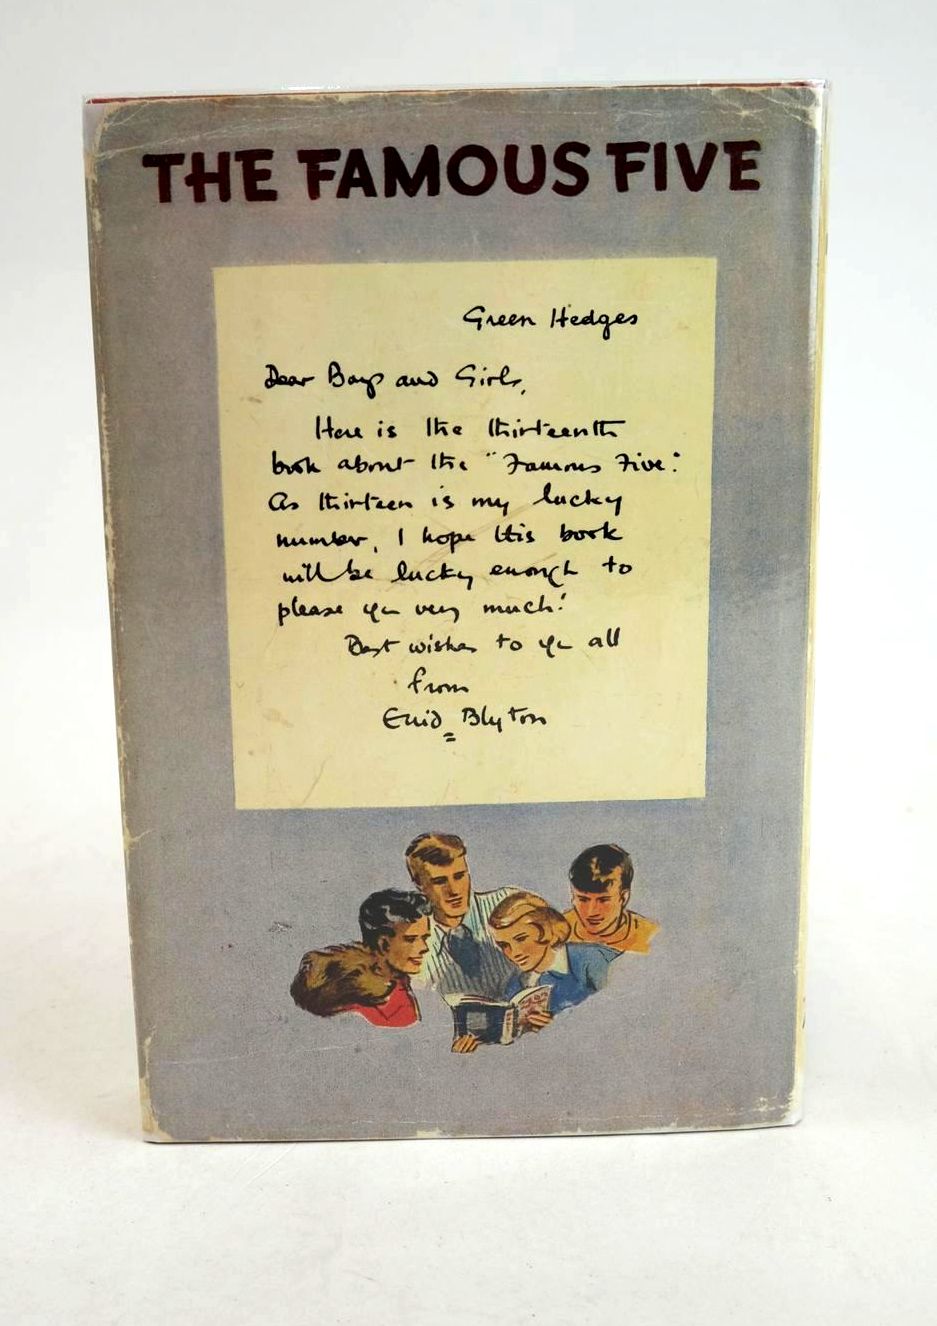 THE FAMOUS FIVE
Green Hedges
Dear Boys and Girls,
Here is the thirteenth
book about the "Famous Five".
As thirteen is my lucky
number, I hope this book
will be lucky enough to
please you very much!
Best wishes to you all
from
Enid Blyton